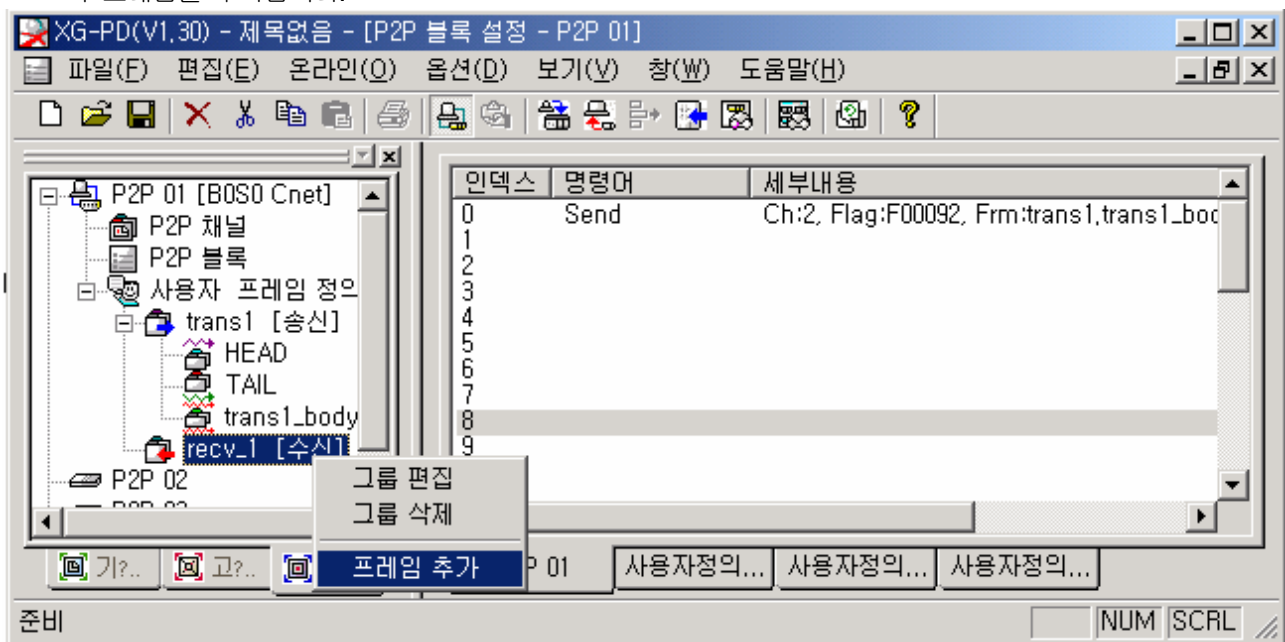 XG-PD(V1,30) - 제목없음 - [P2P 블록 설정 - P2P 01]
파일(F) 편집(E) 온라인(O) 옵션(D) 보기(V) 창(W) 도움말(H)
P2P 01 [B0S0 Cnet]
P2P 채널
P2P 블록
사용자 프레임 정의
trans1 [송신]
HEAD
TAIL
trans1_body
recv_1 [수신]
P2P 02
인덱스 명령어 세부내용
0 Send Ch:2, Flag:F00092, Frm:trans1,trans1_bod
1
2
3
4
5
6
7
8
9
그룹 편집
그룹 삭제
프레임 추가
기?.. 고?..
P 01 사용자정의... 사용자정의... 사용자정의...
준비 NUM SCRL